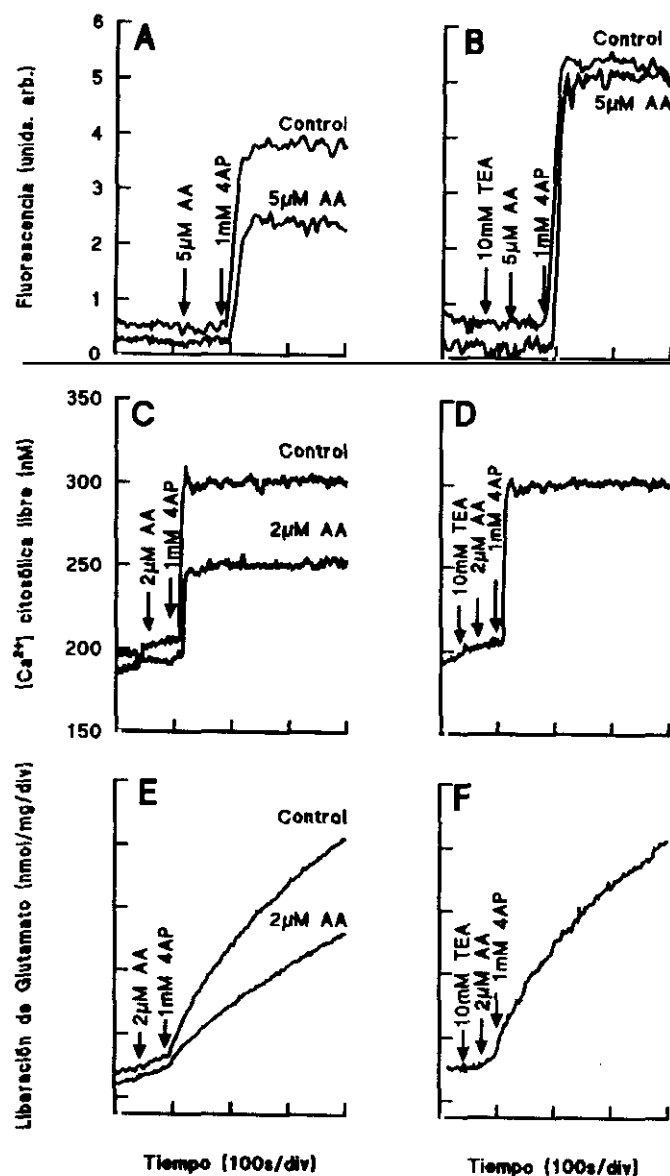 A
Fluorescencia (unids. arb.)
6
5
4
3
2
1
0
Control
5µM AA
5µM AA
1mM 4AP
B
Control
5µM AA
10mM TEA
5µM AA
1mM 4AP
C
(Ca²⁺) citosólica libre (nM)
350
300
250
200
150
Control
2µM AA
2µM AA
1mM 4AP
D
10mM TEA
2µM AA
1mM 4AP
E
Liberación de Glutamato (nmol/mg/div)
Control
2µM AA
2µM AA
1mM 4AP
Tiempo (100s/div)
F
10mM TEA
2µM AA
1mM 4AP
Tiempo (100s/div)